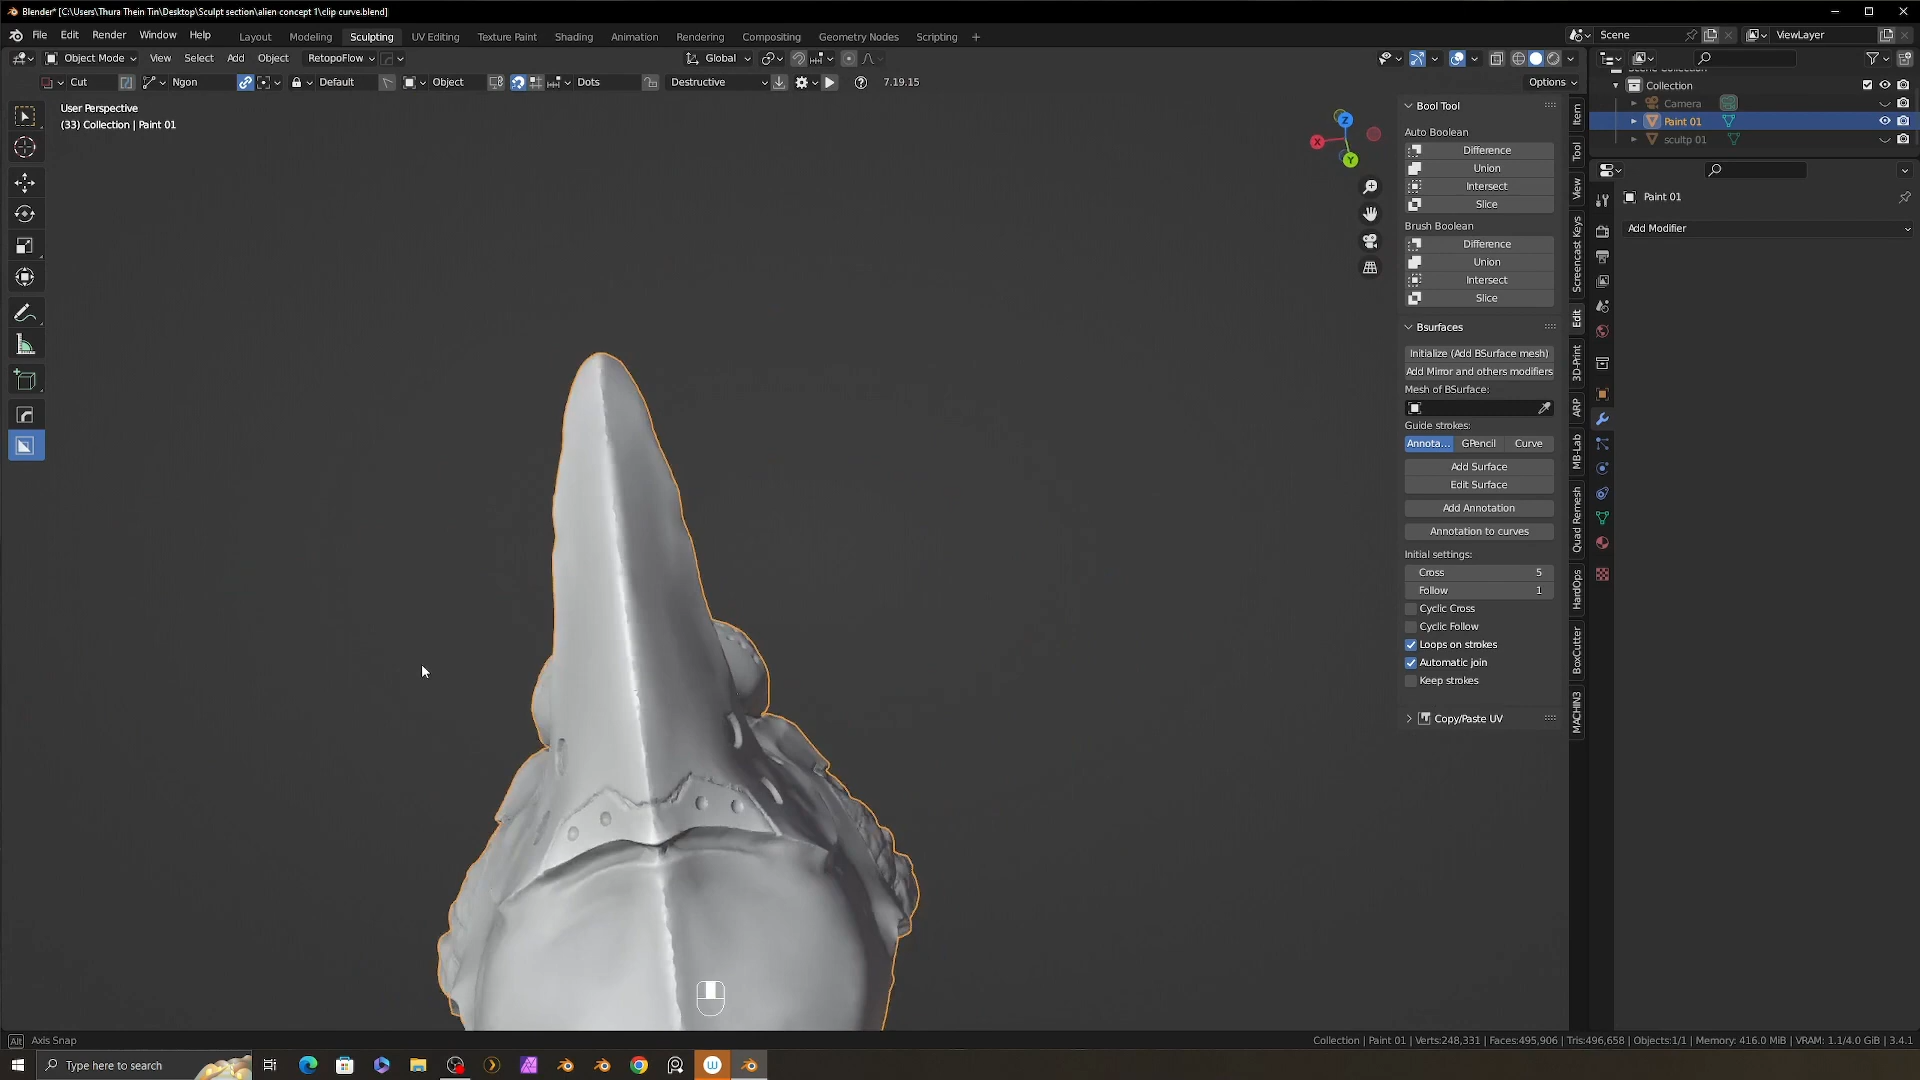 Blender* [C:\Users\Thura Thein Tin\Desktop\Sculpt section\alien concept 1\clip curve.blend]
File Edit Render Window Help Layout Modeling Sculpting UV Editing Texture Paint Shading Animation Rendering Compositing Geometry Nodes Scripting + Scene ViewLayer
Object Mode View Select Add Object RetopoFlow Global
Cut Ngon Default Object Dots Destructive 7.19.15 Options
User Perspective
(33) Collection | Paint 01
Z
X
Y
Bool Tool
Auto Boolean
Difference
Union
Intersect
Slice
Brush Boolean
Difference
Union
Intersect
Slice
Bsurfaces
Initialize (Add BSurface mesh)
Add Mirror and others modifiers
Mesh of BSurface:
Guide strokes:
Annota... GPencil Curve
Add Surface
Edit Surface
Add Annotation
Annotation to curves
Initial settings:
Cross 5
Follow 1
Cyclic Cross
Cyclic Follow
Loops on strokes
Automatic join
Keep strokes
Copy/Paste UV
Item
Tool
View
Screencast Keys
Edit
3D-Print
ARP
MB-Lab
Quad Remesh
HardOps
BoxCutter
MACHIN3
Collection
Camera
Paint 01
scultp 01
Paint 01
Add Modifier
Alt Axis Snap
Collection | Paint 01 | Verts:248,331 | Faces:495,906 | Tris:496,658 | Objects:1/1 | Memory: 416.0 MiB | VRAM: 1.1/4.0 GiB | 3.4.1
Type here to search